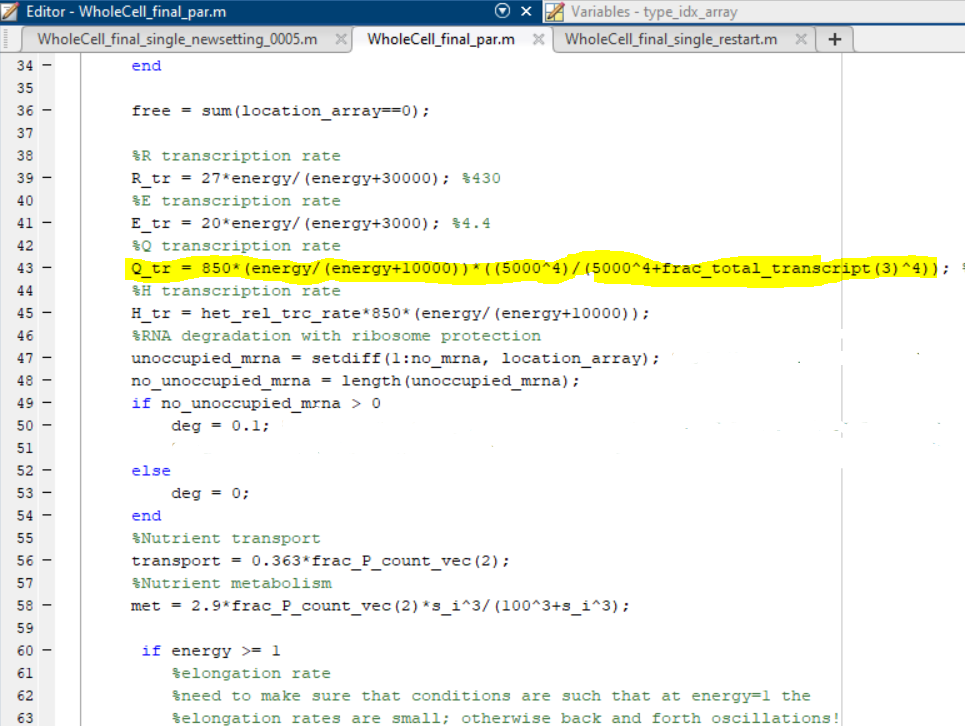 Editor - WholeCell_final_par.m
Variables - type_idx_array
WholeCell_final_single_newsetting_0005.m
WholeCell_final_par.m
WholeCell_final_single_restart.m
34 end
35
36 free = sum(location_array==0);
37
38 %R transcription rate
39 R_tr = 27*energy/(energy+30000); %430
40 %E transcription rate
41 E_tr = 20*energy/(energy+3000); %4.4
42 %Q transcription rate
43 Q_tr = 850*(energy/(energy+10000))*((5000^4)/(5000^4+frac_total_transcript(3)^4));
44 %H transcription rate
45 H_tr = het_rel_trc_rate*850*(energy/(energy+10000));
46 %RNA degradation with ribosome protection
47 unoccupied_mrna = setdiff(1:no_mrna, location_array);
48 no_unoccupied_mrna = length(unoccupied_mrna);
49 if no_unoccupied_mrna > 0
50 deg = 0.1;
51
52 else
53 deg = 0;
54 end
55 %Nutrient transport
56 transport = 0.363*frac_P_count_vec(2);
57 %Nutrient metabolism
58 met = 2.9*frac_P_count_vec(2)*s_i^3/(100^3+s_i^3);
59
60 if energy >= 1
61 %elongation rate
62 %need to make sure that conditions are such that at energy=1 the
63 %elongation rates are small; otherwise back and forth oscillations!